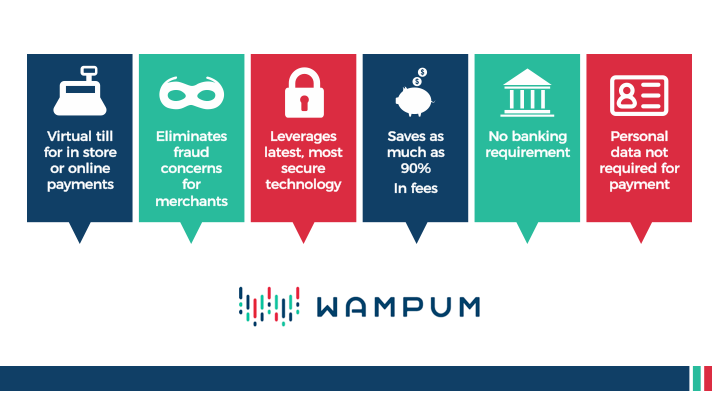 Virtual till
for in store
or online
payments
Eliminates
fraud
concerns
for
merchants
Leverages
latest, most
secure
technology
Saves as
much as
90%
In fees
No banking
requirement
Personal
data not
required for
payment
WAMPUM